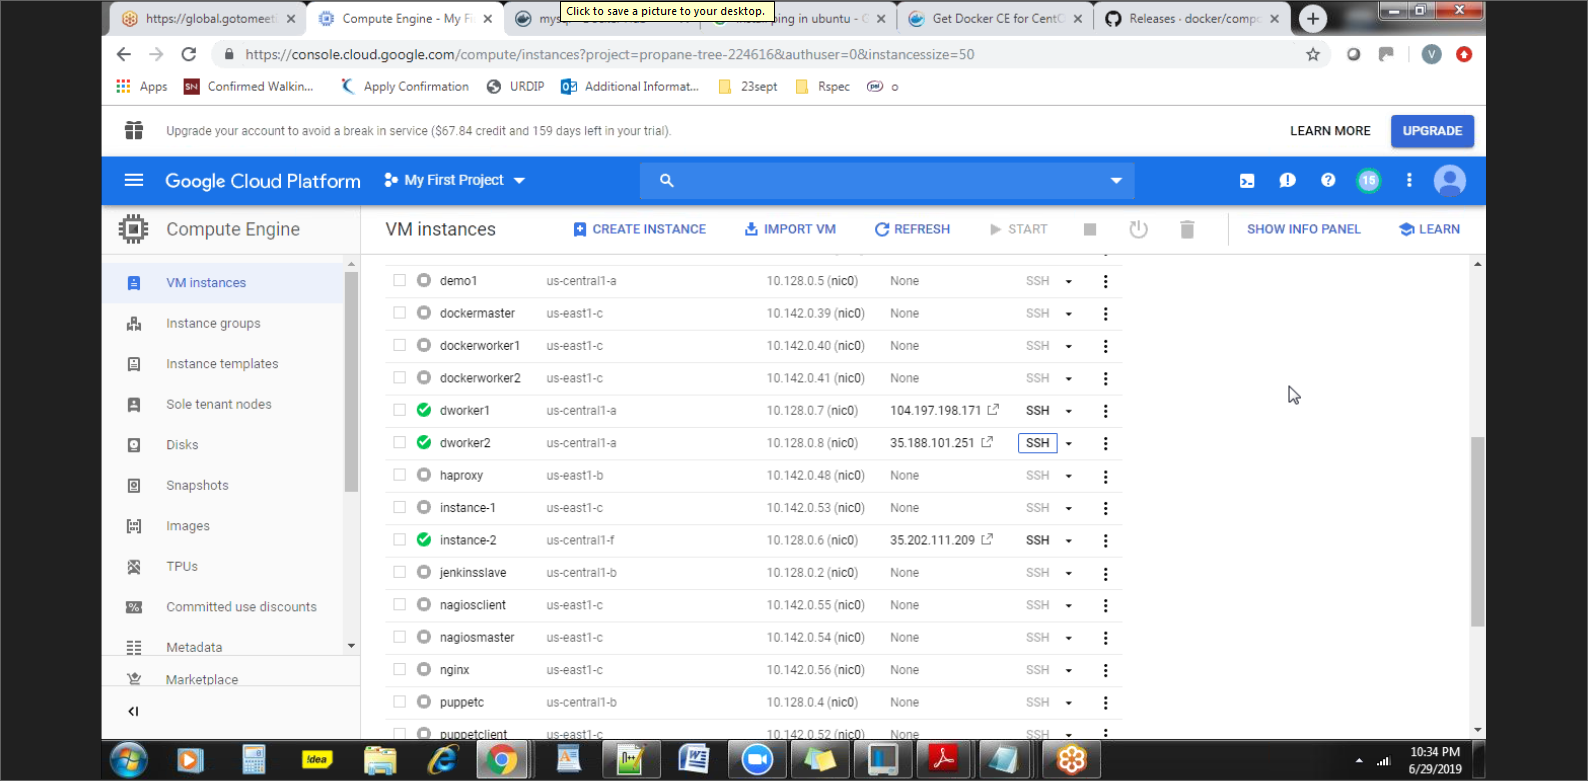 Click to save a picture to your desktop.
https://global.gotomeeti
Compute Engine - My Fi
Get Docker CE for CentO
Releases · docker/compo
https://console.cloud.google.com/compute/instances?project=propane-tree-224616&authuser=0&instancessize=50
V
Apps
SN
Confirmed Walkin...
Apply Confirmation
URDIP
Additional Informat...
23sept
Rspec
o
Upgrade your account to avoid a break in service ($67.84 credit and 159 days left in your trial).
LEARN MORE
UPGRADE
Google Cloud Platform
My First Project
15
Compute Engine
VM instances
CREATE INSTANCE
IMPORT VM
REFRESH
START
SHOW INFO PANEL
LEARN
VM instances
Instance groups
Instance templates
Sole tenant nodes
Disks
Snapshots
Images
TPUs
Committed use discounts
Metadata
Marketplace
demo1 us-central1-a 10.128.0.5 (nic0) None SSH
dockermaster us-east1-c 10.142.0.39 (nic0) None SSH
dockerworker1 us-east1-c 10.142.0.40 (nic0) None SSH
dockerworker2 us-east1-c 10.142.0.41 (nic0) None SSH
dworker1 us-central1-a 10.128.0.7 (nic0) 104.197.198.171 SSH
dworker2 us-central1-a 10.128.0.8 (nic0) 35.188.101.251 SSH
haproxy us-east1-b 10.142.0.48 (nic0) None SSH
instance-1 us-east1-c 10.142.0.53 (nic0) None SSH
instance-2 us-central1-f 10.128.0.6 (nic0) 35.202.111.209 SSH
jenkinsslave us-central1-b 10.128.0.2 (nic0) None SSH
nagiosclient us-east1-c 10.142.0.55 (nic0) None SSH
nagiosmaster us-east1-c 10.142.0.54 (nic0) None SSH
nginx us-east1-c 10.142.0.56 (nic0) None SSH
puppetc us-central1-b 10.128.0.4 (nic0) None SSH
puppetclient us-east1-c 10.142.0.52 (nic0) None SSH
!dea
10:34 PM
6/29/2019